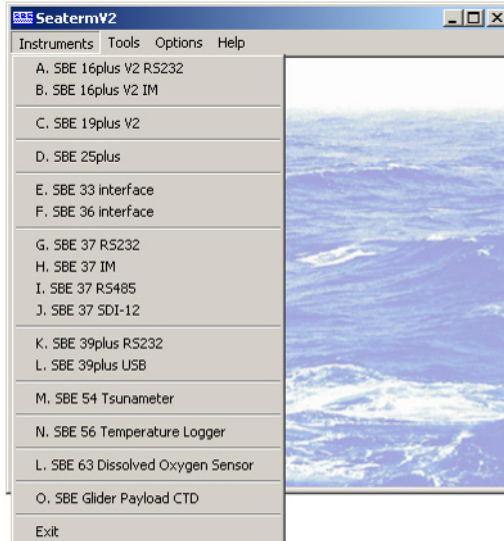 SeatermV2
Instruments Tools Options Help
A. SBE 16plus V2 RS232
B. SBE 16plus V2 IM
C. SBE 19plus V2
D. SBE 25plus
E. SBE 33 interface
F. SBE 36 interface
G. SBE 37 RS232
H. SBE 37 IM
I. SBE 37 RS485
J. SBE 37 SDI-12
K. SBE 39plus RS232
L. SBE 39plus USB
M. SBE 54 Tsunameter
N. SBE 56 Temperature Logger
L. SBE 63 Dissolved Oxygen Sensor
O. SBE Glider Payload CTD
Exit